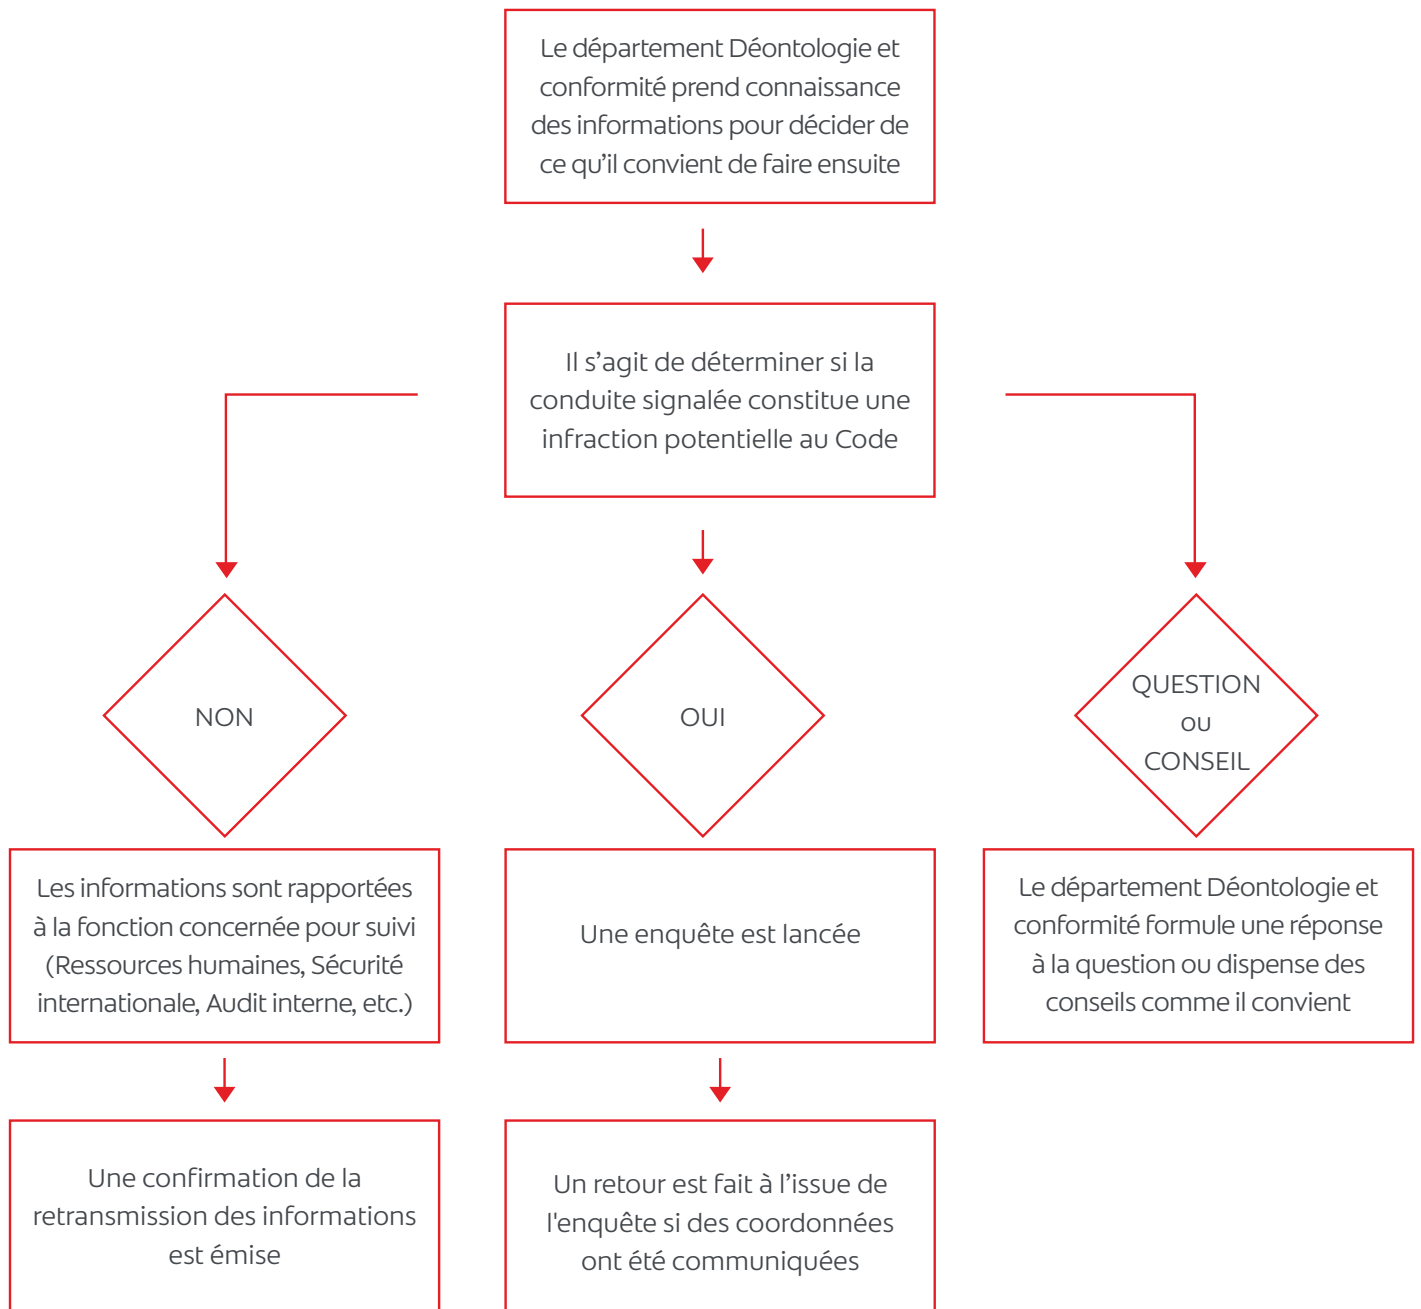 Le département Déontologie et
conformité prend connaissance
des informations pour décider de
ce qu’il convient de faire ensuite
Il s’agit de déterminer si la
conduite signalée constitue une
infraction potentielle au Code
NON
OUI
QUESTION
ou
CONSEIL
Les informations sont rapportées
à la fonction concernée pour suivi
(Ressources humaines, Sécurité
internationale, Audit interne, etc.)
Une enquête est lancée
Le département Déontologie et
conformité formule une réponse
à la question ou dispense des
conseils comme il convient
Une confirmation de la
retransmission des informations
est émise
Un retour est fait à l’issue de
l'enquête si des coordonnées
ont été communiquées